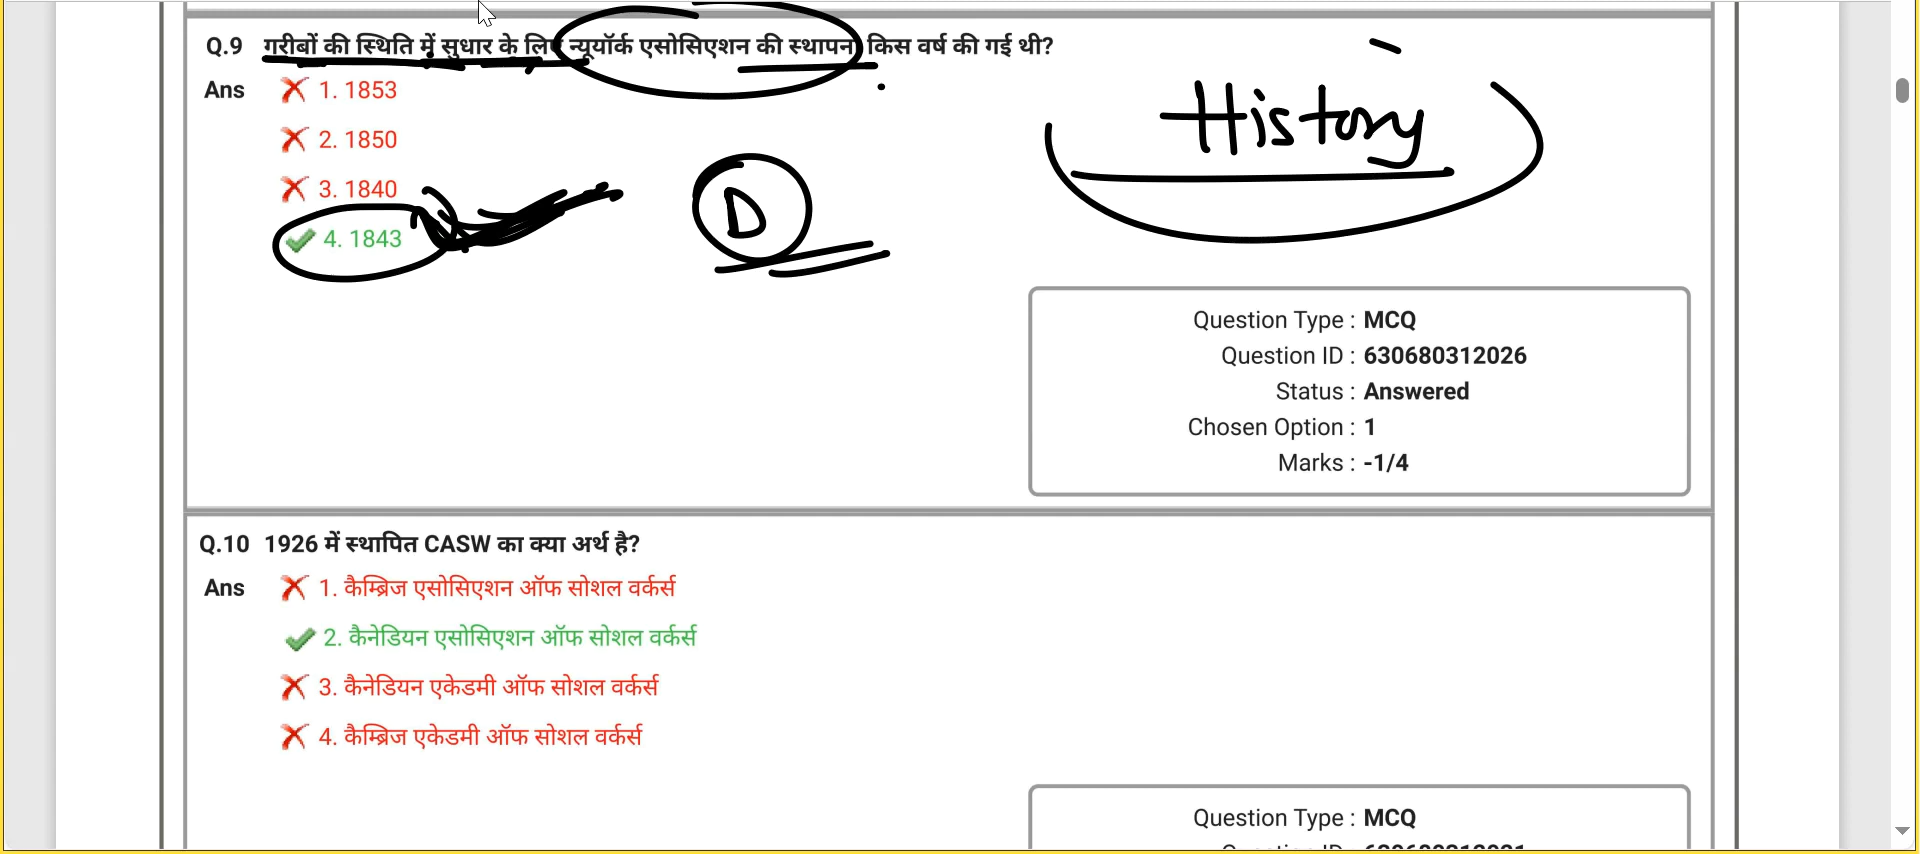 Q.9 गरीबों की स्थिति में सुधार के लिए न्यूयॉर्क एसोसिएशन की स्थापना किस वर्ष की गई थी?
Ans 1. 1853
2. 1850
3. 1840
4. 1843
D
History
Question Type : MCQ
Question ID : 630680312026
Status : Answered
Chosen Option : 1
Marks : -1/4
Q.10 1926 में स्थापित CASW का क्या अर्थ है?
Ans 1. कैम्ब्रिज एसोसिएशन ऑफ सोशल वर्कर्स
2. कैनेडियन एसोसिएशन ऑफ सोशल वर्कर्स
3. कैनेडियन एकेडमी ऑफ सोशल वर्कर्स
4. कैम्ब्रिज एकेडमी ऑफ सोशल वर्कर्स
Question Type : MCQ